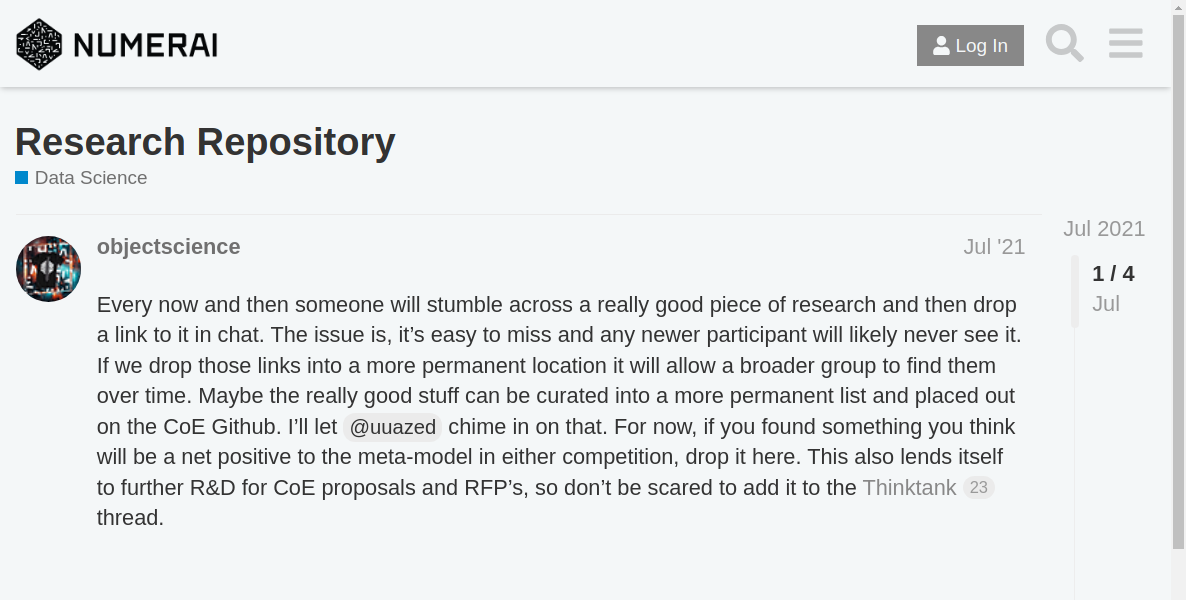 NUMERAI
Log In
Research Repository
Data Science
objectscience
Jul '21
Every now and then someone will stumble across a really good piece of research and then drop
a link to it in chat. The issue is, it’s easy to miss and any newer participant will likely never see it.
If we drop those links into a more permanent location it will allow a broader group to find them
over time. Maybe the really good stuff can be curated into a more permanent list and placed out
on the CoE Github. I’ll let @uuazed chime in on that. For now, if you found something you think
will be a net positive to the meta-model in either competition, drop it here. This also lends itself
to further R&D for CoE proposals and RFP’s, so don’t be scared to add it to the Thinktank 23
thread.
Jul 2021
1 / 4
Jul